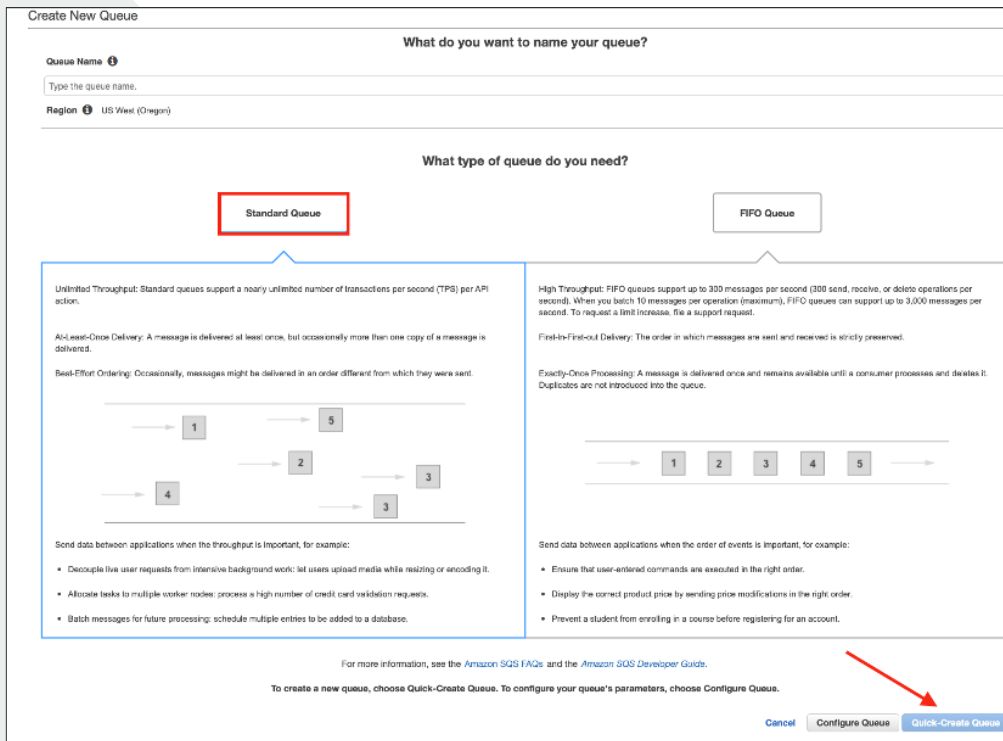 Create New Queue
What do you want to name your queue?
Queue Name
Type the queue name.
Region US West (Oregon)
What type of queue do you need?
Standard Queue
FIFO Queue
Unlimited Throughput: Standard queues support a nearly unlimited number of transactions per second (TPS) per API
action.
At-Least-Once Delivery: A message is delivered at least once, but occasionally more than one copy of a message is
delivered.
Best-Effort Ordering: Occasionally, messages might be delivered in an order different from which they were sent.
1
5
2
3
4
3
Send data between applications when the throughput is important, for example:
Decouple live user requests from intensive background work: let users upload media while resizing or encoding it.
Allocate tasks to multiple worker nodes: process a high number of credit card validation requests.
Batch messages for future processing: schedule multiple entries to be added to a database.
High Throughput: FIFO queues support up to 300 messages per second (300 send, receive, or delete operations per
second). When you batch 10 messages per operation (maximum), FIFO queues can support up to 3,000 messages per
second. To request a limit increase, file a support request.
First-In-First-out Delivery: The order in which messages are sent and received is strictly preserved.
Exactly-Once Processing: A message is delivered once and remains available until a consumer processes and deletes it.
Duplicates are not introduced into the queue.
1 2 3 4 5
Send data between applications when the order of events is important, for example:
Ensure that user-entered commands are executed in the right order.
Display the correct product price by sending price modifications in the right order.
Prevent a student from enrolling in a course before registering for an account.
For more information, see the Amazon SQS FAQs and the Amazon SQS Developer Guide.
To create a new queue, choose Quick-Create Queue. To configure your queue's parameters, choose Configure Queue.
Cancel Configure Queue Quick-Create Queue